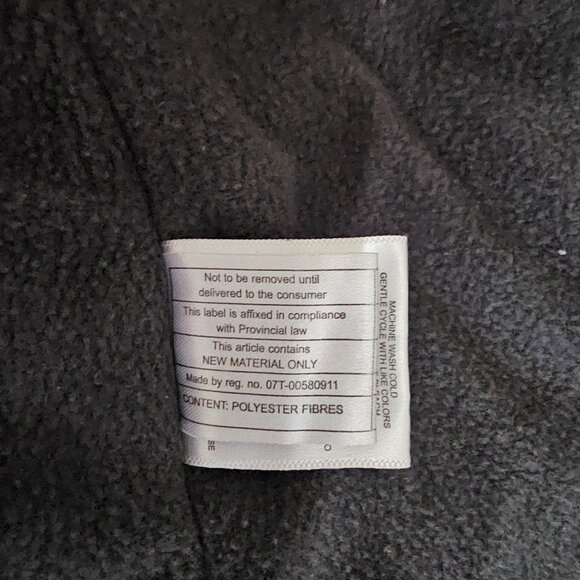 Not to be removed until
delivered to the consumer
This label is affixed in compliance
with Provincial law
This article contains
NEW MATERIAL ONLY
Made by reg. no. 07T-00580911
CONTENT: POLYESTER FIBRES
MACHINE WASH COLD
GENTLE CYCLE WITH LIKE COLORS